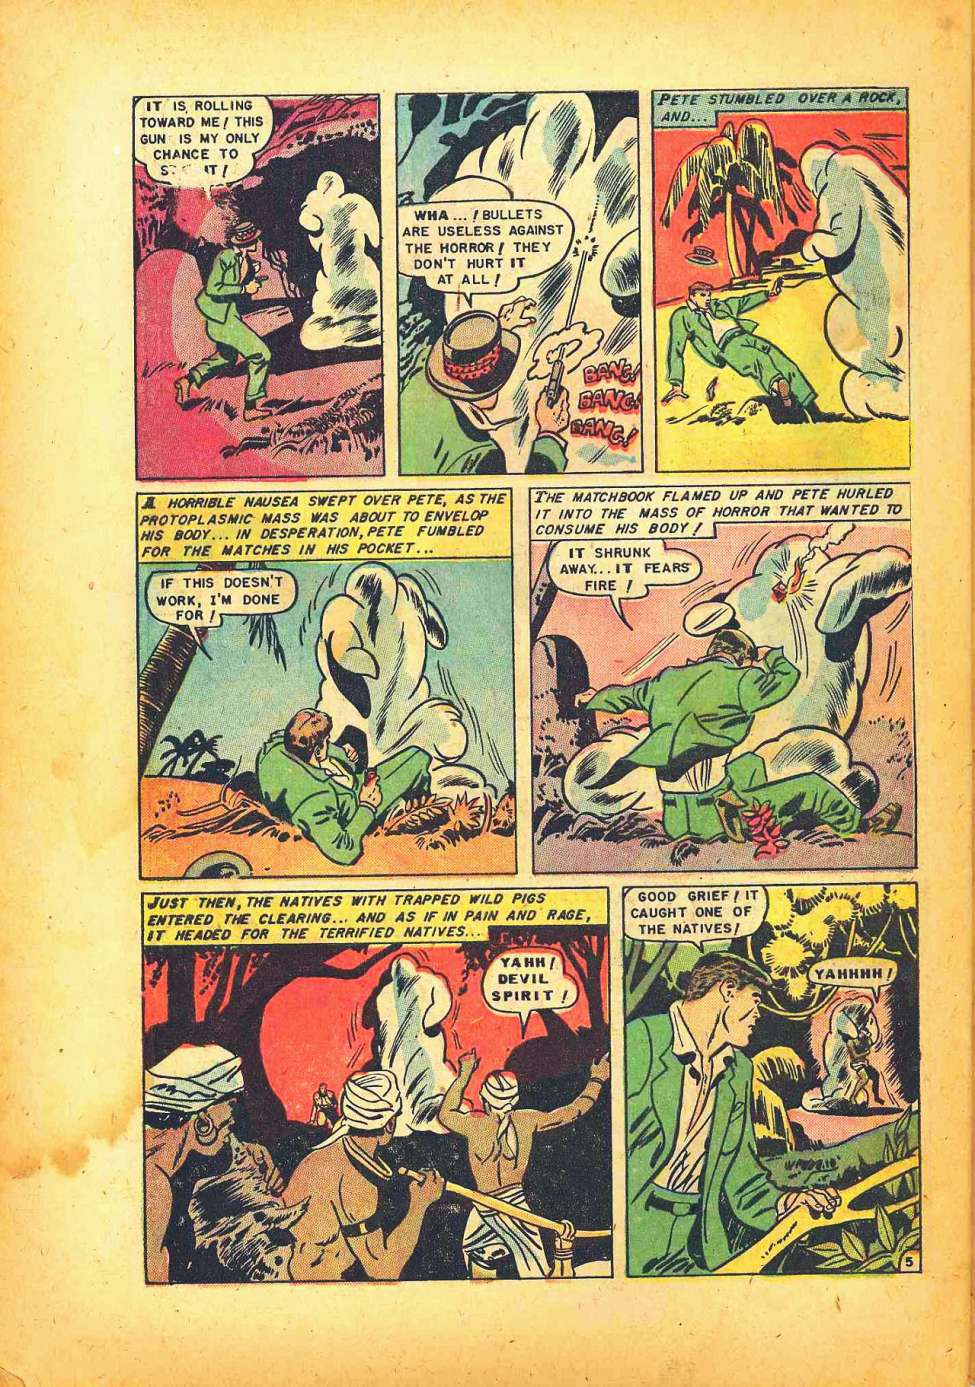 IT IS ROLLING
TOWARD ME! THIS
GUN IS MY ONLY
CHANCE TO
IT!
WHA...! BULLETS
ARE USELESS AGAINST
THE HORROR! THEY
DON'T HURT IT
AT ALL!
BANG!
BANG!
BANG!
PETE STUMBLED OVER A ROCK,
AND...
A HORRIBLE NAUSEA SWEPT OVER PETE, AS THE
PROTOPLASMIC MASS WAS ABOUT TO ENVELOP
HIS BODY... IN DESPERATION, PETE FUMBLED
FOR THE MATCHES IN HIS POCKET...
IF THIS DOESN'T
WORK, I'M DONE
FOR!
THE MATCHBOOK FLAMED UP AND PETE HURLED
IT INTO THE MASS OF HORROR THAT WANTED TO
CONSUME HIS BODY!
IT SHRUNK
AWAY...IT FEARS
FIRE!
JUST THEN, THE NATIVES WITH TRAPPED WILD PIGS
ENTERED THE CLEARING... AND AS IF IN PAIN AND RAGE,
IT HEADED FOR THE TERRIFIED NATIVES...
YAHH!
DEVIL
SPIRIT!
GOOD GRIEF! IT
CAUGHT ONE OF
THE NATIVES!
YAHHHH!
5